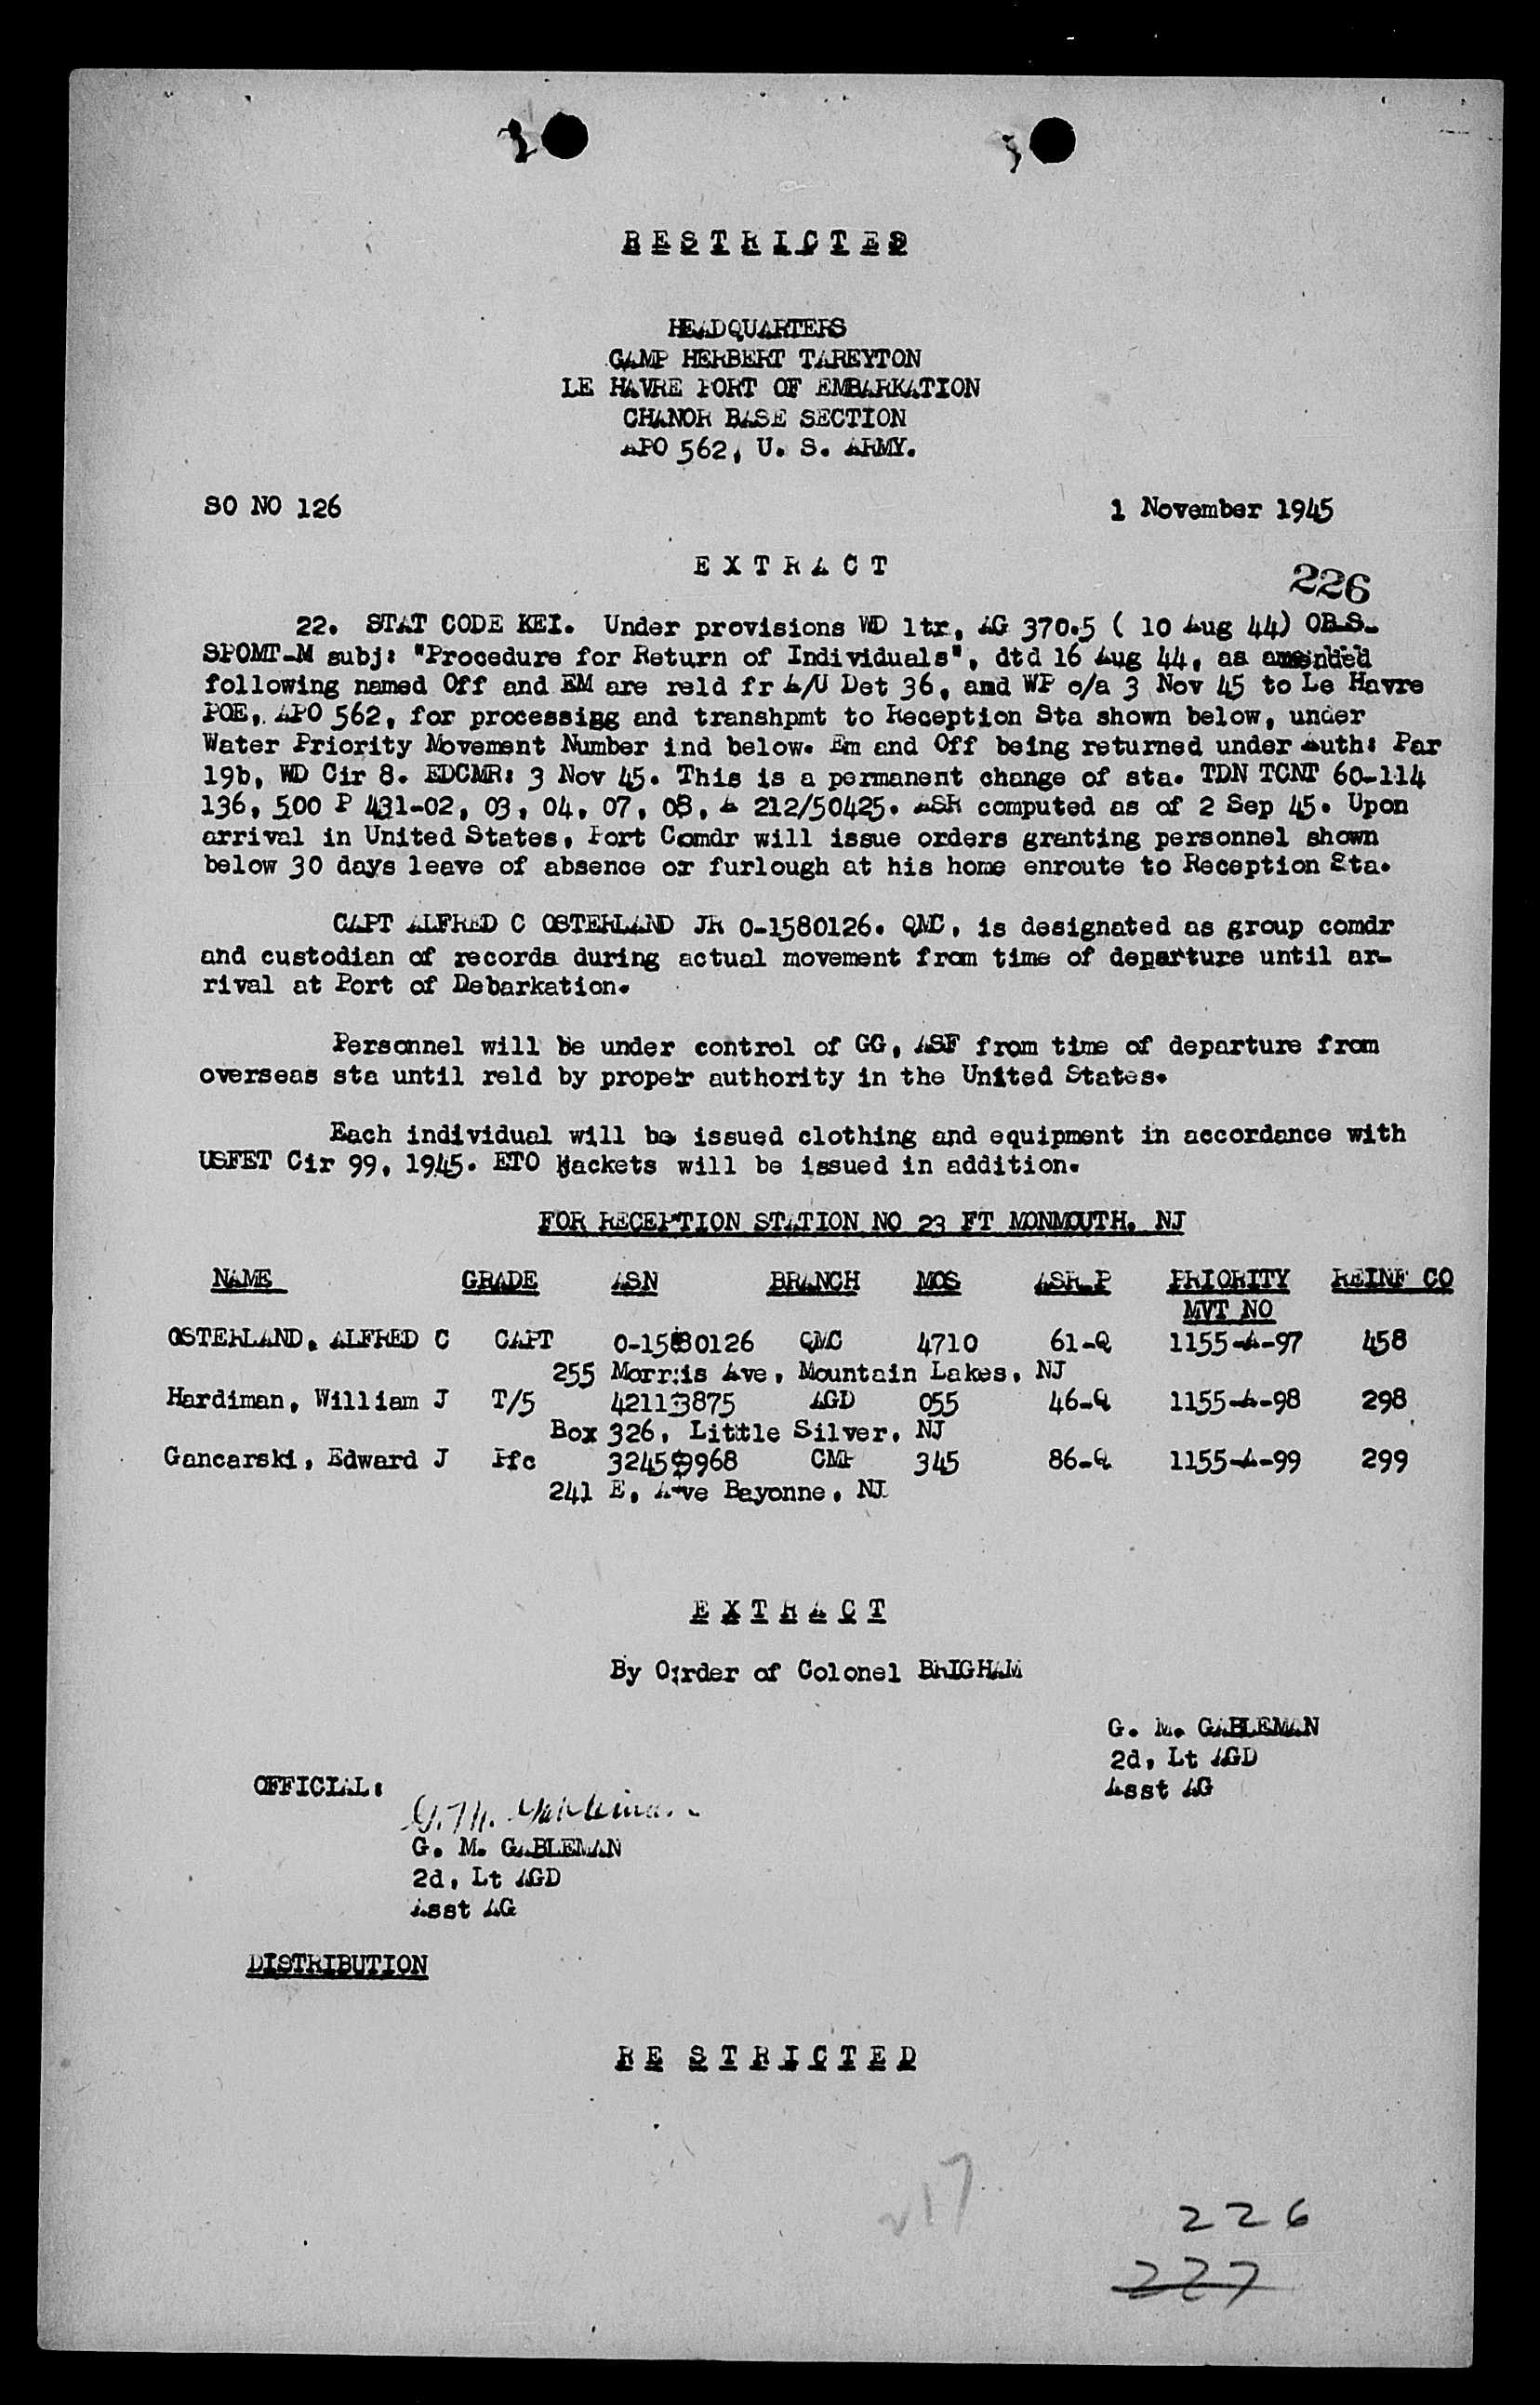 R E S T R I C T E D
HEADQUARTERS
CAMP HERBERT TAREYTON
LE HAVRE PORT OF EMBARKATION
CHANOR BASE SECTION
APO 562, U. S. ARMY.
SO NO 126 1 November 1945
E X T R A C T
226
22. STAT CODE KEI. Under provisions WD ltr, AG 370.5 ( 10 Aug 44) OB-S-
SPOMT-M subj: "Procedure for Return of Individuals", dtd 16 Aug 44, as amended
following named Off and EM are reld fr A/U Det 36, and WP o/a 3 Nov 45 to Le Havre
POE, APO 562, for processigg and transhpmt to Reception Sta shown below, under
Water Priority Movement Number ind below. Em and Off being returned under Auth: Par
19b, WD Cir 8. EDCMR: 3 Nov 45. This is a permanent change of sta. TDN TCNT 60-114
136, 500 P 431-02, 03, 04, 07, 08, A 212/50425. ASR computed as of 2 Sep 45. Upon
arrival in United States, Port Comdr will issue orders granting personnel shown
below 30 days leave of absence or furlough at his home enroute to Reception Sta.
CAPT ALFRED C OSTERLAND JR O-1580126. QMC, is designated as group comdr
and custodian of records during actual movement from time of departure until ar-
rival at Port of Debarkation.
Personnel will be under control of GG, ASF from time of departure from
overseas sta until reld by proper authority in the United States.
Each individual will be issued clothing and equipment in accordance with
USFET Cir 99, 1945. ETO Jackets will be issued in addition.
FOR RECEPTION STATION NO 23 FT MONMOUTH, NJ
NAME GRADE ASN BRANCH MOS ASR-P PRIORITY REINF CO
MVT NO
OSTERLAND, ALFRED C CAPT O-1580126 QMC 4710 61-Q 1155-A-97 458
255 Morris Ave, Mountain Lakes, NJ
Hardiman, William J T/5 42113875 AGD 055 46-Q 1155-A-98 298
Box 326, Little Silver, NJ
Gancarski, Edward J Pfc 32459968 CMP 345 86-Q 1155-A-99 299
241 E, Ave Bayonne, NJ
E X T R A C T
By Order of Colonel BRIGHAM
G. M. GABLEMAN
2d, Lt AGD
Asst AG
OFFICIAL:
G. M. Gableman
G. M. GABLEMAN
2d, Lt AGD
Asst AG
DISTRIBUTION
R E S T R I C T E D
217
226
227